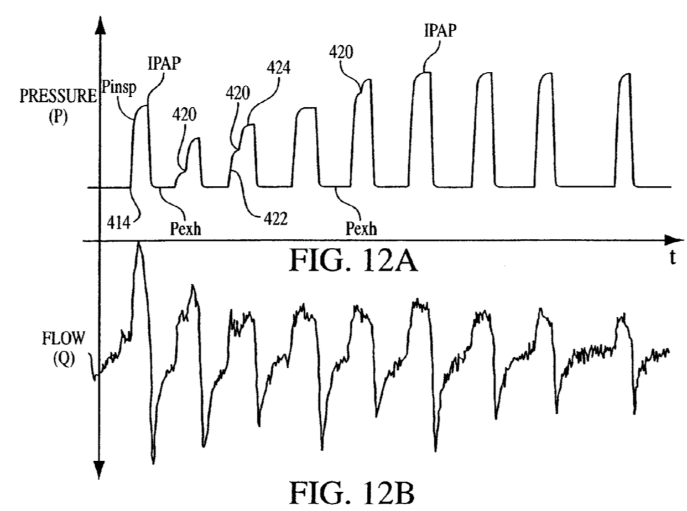 IPAP
Pinsp
PRESSURE
(P)
420
420
424
420
IPAP
414
Pexh
422
Pexh
t
FIG. 12A
FLOW
(Q)
FIG. 12B